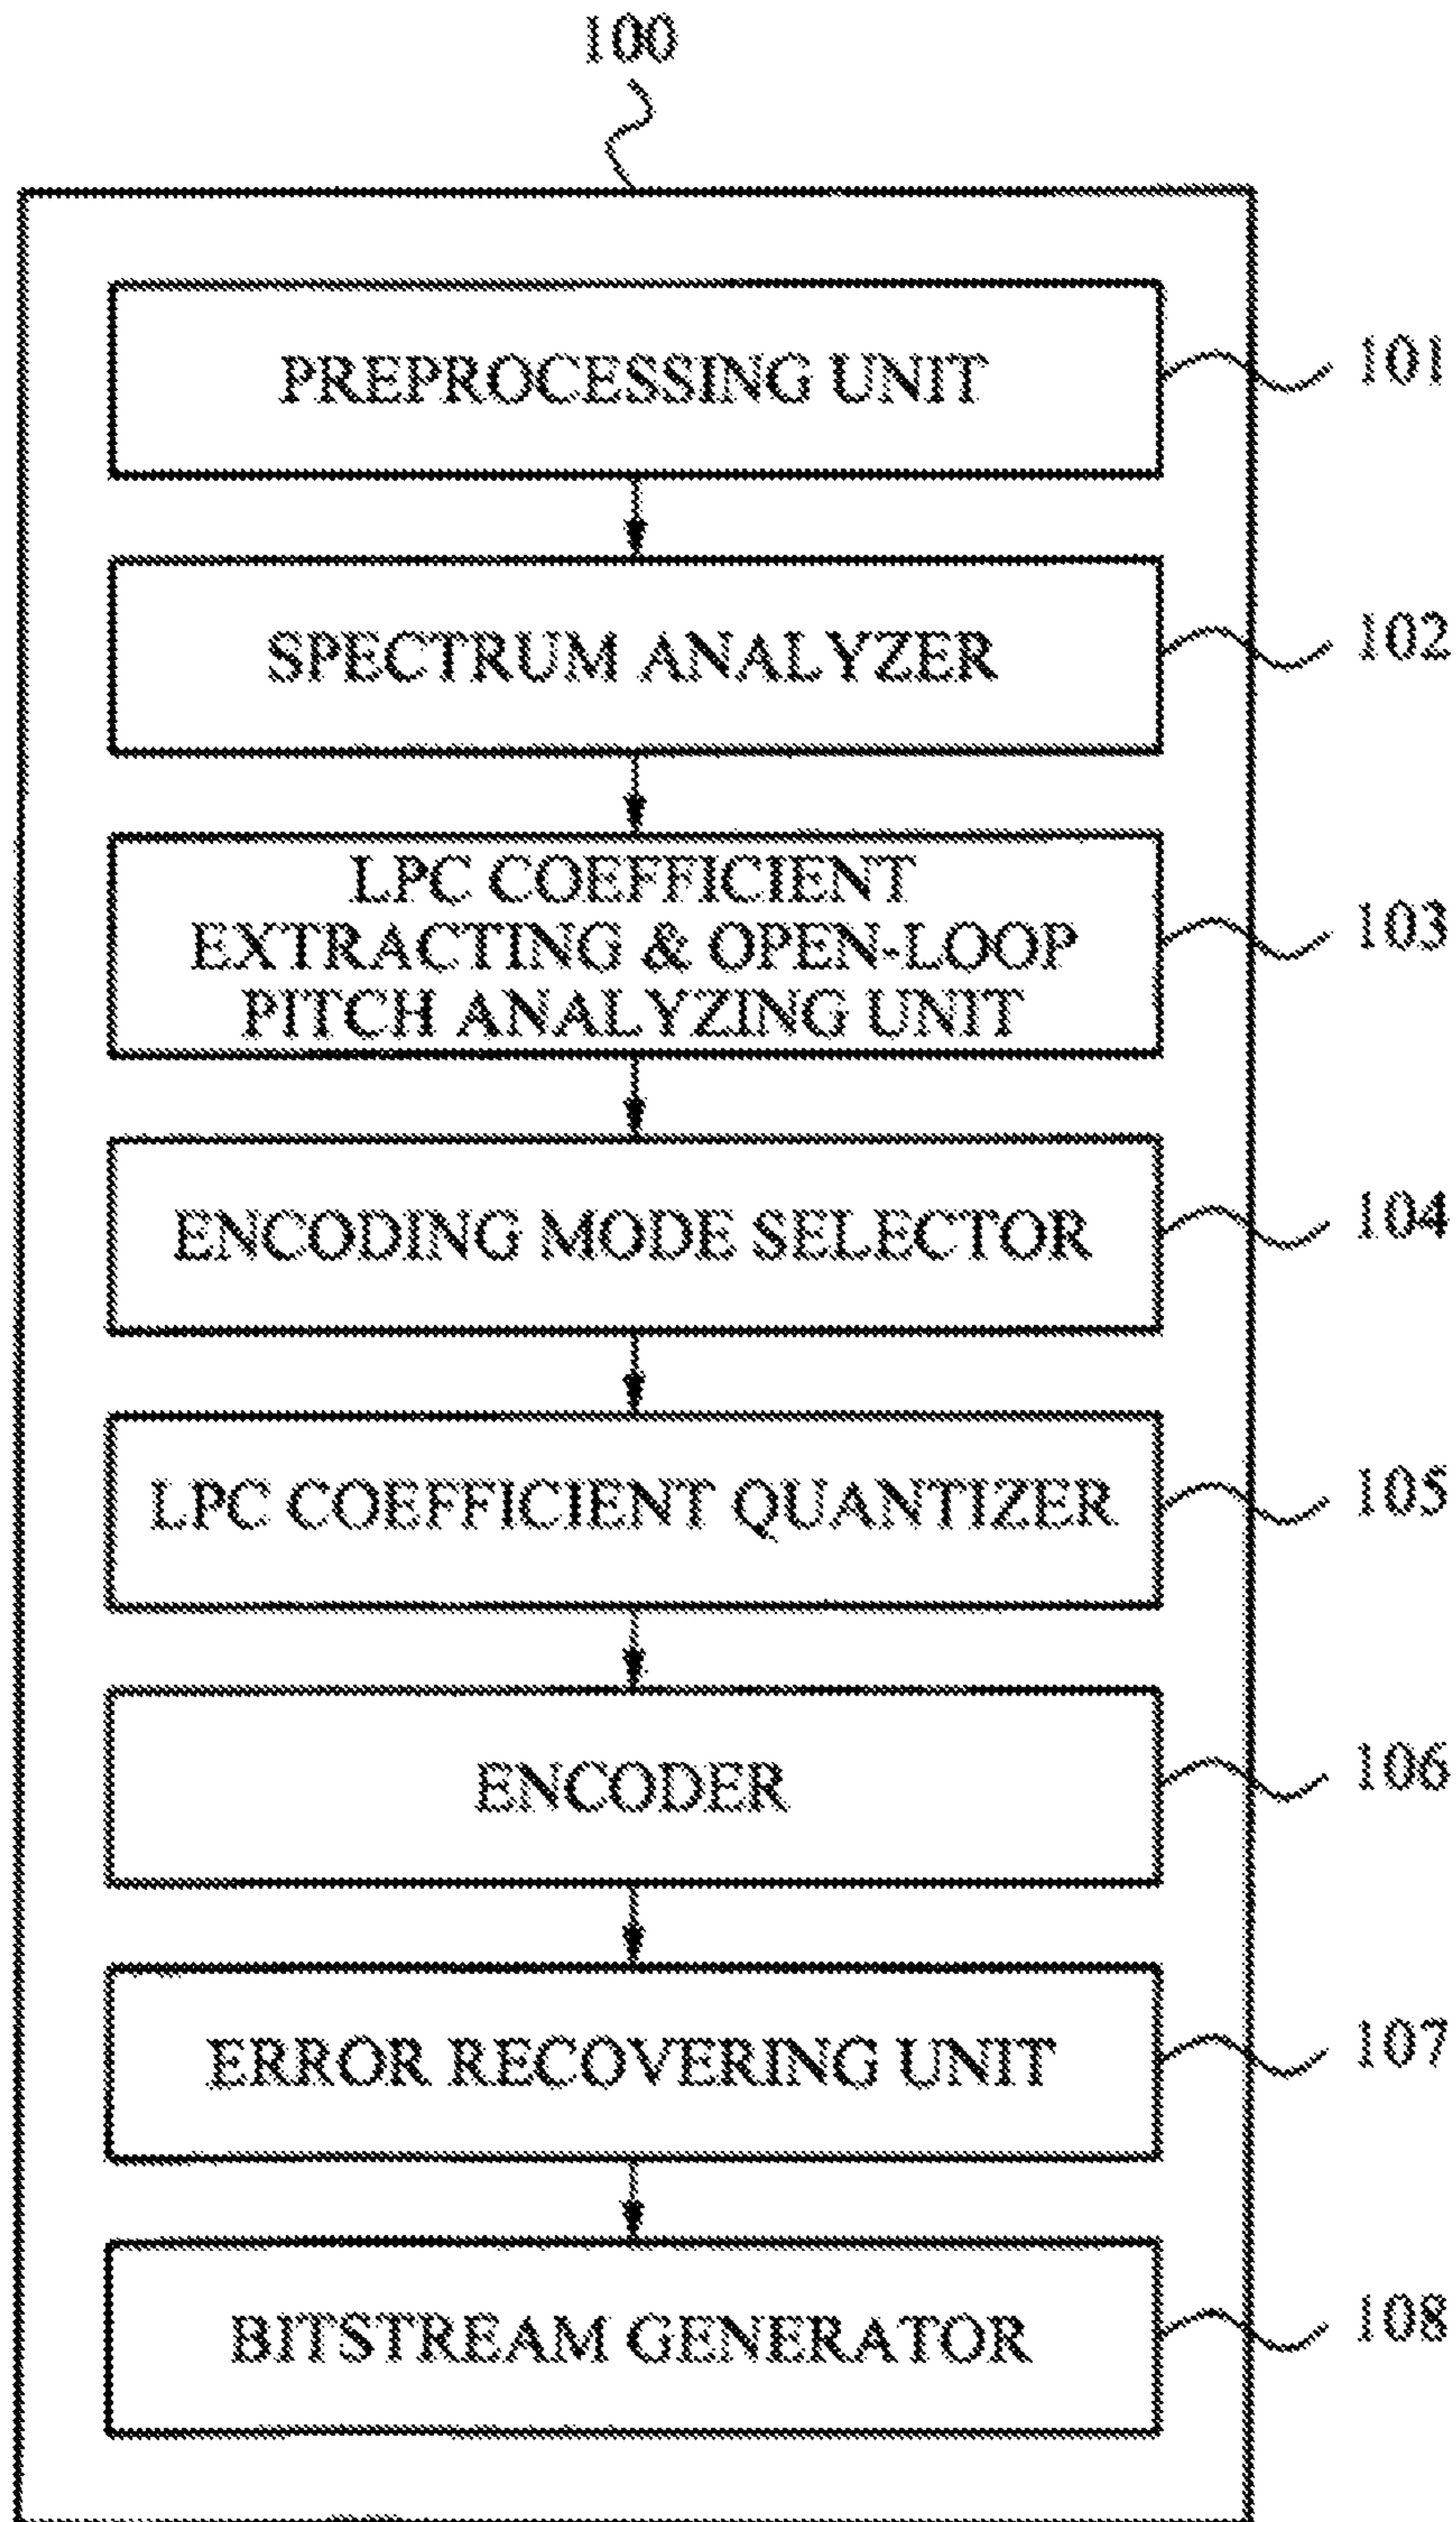 100
PREPROCESSING UNIT
101
SPECTRUM ANALYZER
102
LPC COEFFICIENT
EXTRACTING & OPEN-LOOP
PITCH ANALYZING UNIT
103
ENCODING MODE SELECTOR
104
LPC COEFFICIENT QUANTIZER
105
ENCODER
106
ERROR RECOVERING UNIT
107
BITSTREAM GENERATOR
108